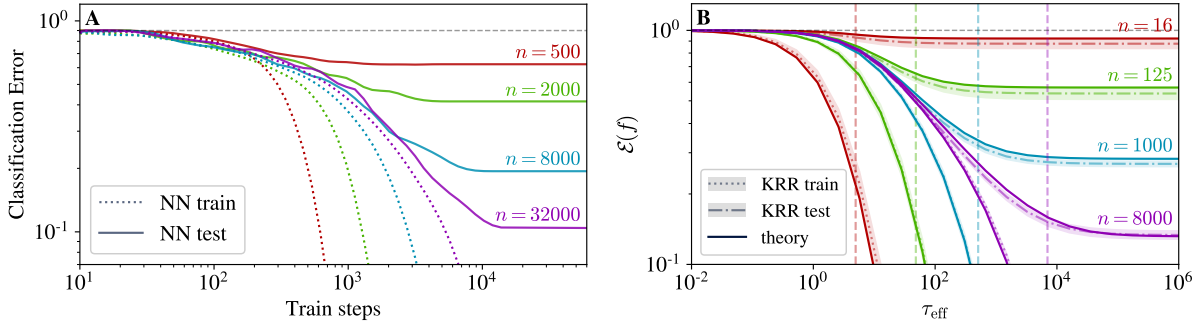 A
Classification Error
10^0
10^{-1}
n = 500
n = 2000
n = 8000
n = 32000
NN train
NN test
10^1 10^2 10^3 10^4
Train steps
B
ℰ(f)
10^0
10^{-1}
n = 16
n = 125
n = 1000
n = 8000
KRR train
KRR test
theory
10^{-2} 10^0 10^2 10^4 10^6
τ_eff